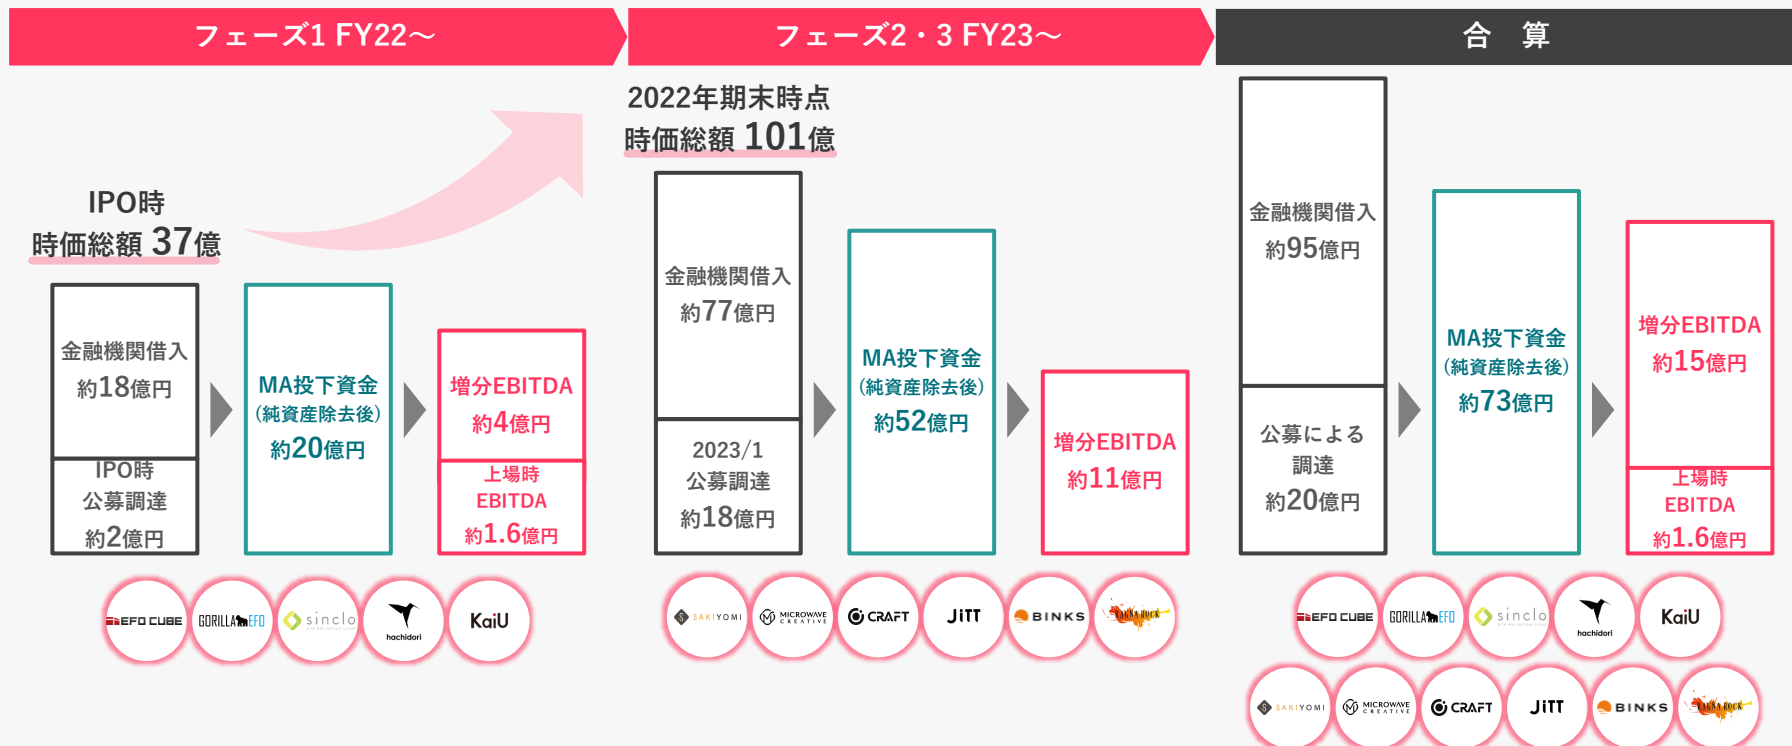 フェーズ1 FY22～
フェーズ2・3 FY23～
合　算
IPO時
時価総額 37億
金融機関借入
約18億円
IPO時
公募調達
約2億円
MA投下資金
(純資産除去後)
約20億円
増分EBITDA
約4億円
上場時
EBITDA
約1.6億円
EFO CUBE
GORILLA EFO
sinclo
hachidori
KaiU
2022年期末時点
時価総額 101億
金融機関借入
約77億円
2023/1
公募調達
約18億円
MA投下資金
(純資産除去後)
約52億円
増分EBITDA
約11億円
SAKIYOMI
MICROWAVE
CREATIVE
CRAFT
JiTT
BINKS
RAGNA ROCK
金融機関借入
約95億円
公募による
調達
約20億円
MA投下資金
(純資産除去後)
約73億円
増分EBITDA
約15億円
上場時
EBITDA
約1.6億円
EFO CUBE
GORILLA EFO
sinclo
hachidori
KaiU
SAKIYOMI
MICROWAVE
CREATIVE
CRAFT
JiTT
BINKS
RAGNA ROCK